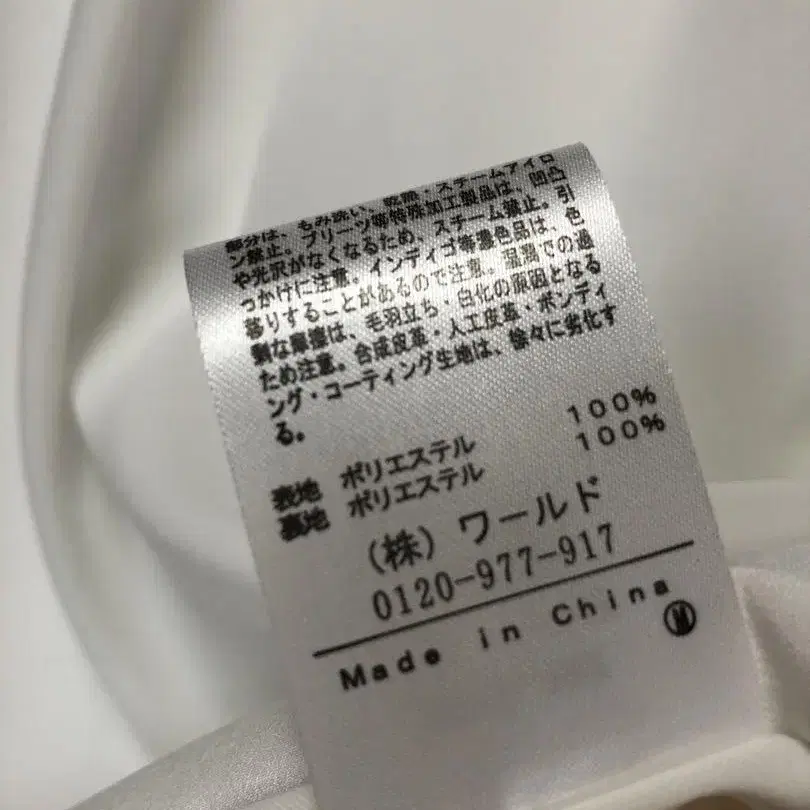 部分は、もみ洗い、乾燥・スチームアイロ
ン禁止。プリーツ等特殊加工製品は、凹凸
や光沢がなくなるため、スチーム禁止。引
っかけに注意。インディゴ等濃色品は、色
移りすることがあるので注意。湿潤での過
剰な摩擦は、毛羽立ち・白化の原因となる
ため注意。合成皮革・人工皮革・ボンディ
ング・コーティング生地は、徐々に劣化す
る。
表地 ポリエステル 100%
裏地 ポリエステル 100%
(株) ワールド
0120-977-917
Made in China
M